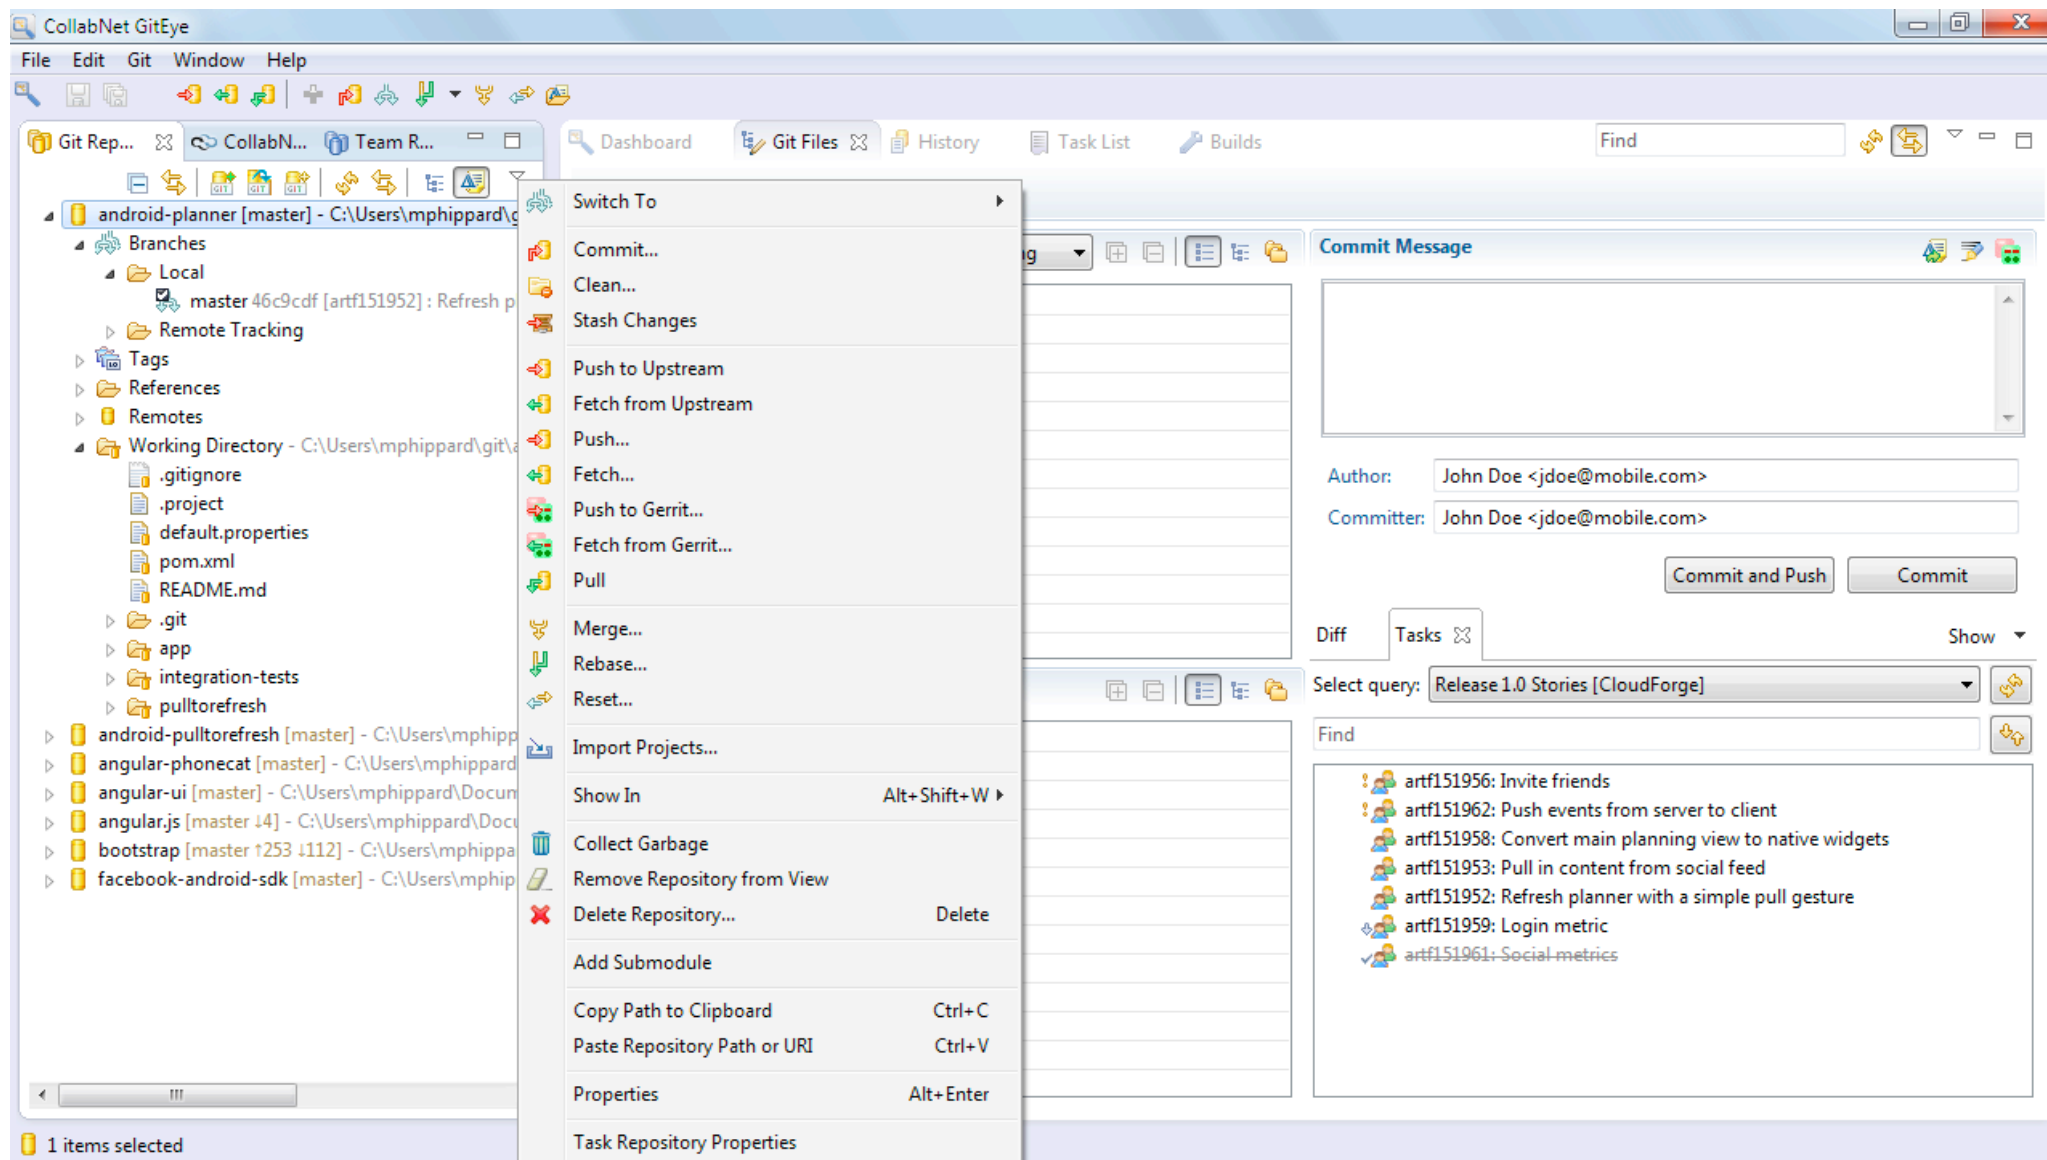 CollabNet GitEye
File Edit Git Window Help
Git Rep... CollabN... Team R...
Dashboard Git Files History Task List Builds
Find
android-planner [master] - C:\Users\mphippard\g
Branches
Local
master 46c9cdf [artf151952] : Refresh p
Remote Tracking
Tags
References
Remotes
Working Directory - C:\Users\mphippard\git\a
.gitignore
.project
default.properties
pom.xml
README.md
.git
app
integration-tests
pulltorefresh
android-pulltorefresh [master] - C:\Users\mphipp
angular-phonecat [master] - C:\Users\mphippard
angular-ui [master] - C:\Users\mphippard\Docum
angular.js [master ↓4] - C:\Users\mphippard\Docu
bootstrap [master ↑253 ↓112] - C:\Users\mphippa
facebook-android-sdk [master] - C:\Users\mphip
1 items selected
Switch To
Commit...
Clean...
Stash Changes
Push to Upstream
Fetch from Upstream
Push...
Fetch...
Push to Gerrit...
Fetch from Gerrit...
Pull
Merge...
Rebase...
Reset...
Import Projects...
Show In Alt+Shift+W
Collect Garbage
Remove Repository from View
Delete Repository... Delete
Add Submodule
Copy Path to Clipboard Ctrl+C
Paste Repository Path or URI Ctrl+V
Properties Alt+Enter
Task Repository Properties
Commit Message
Author: John Doe <jdoe@mobile.com>
Committer: John Doe <jdoe@mobile.com>
Commit and Push Commit
Diff Tasks Show
Select query: Release 1.0 Stories [CloudForge]
Find
artf151956: Invite friends
artf151962: Push events from server to client
artf151958: Convert main planning view to native widgets
artf151953: Pull in content from social feed
artf151952: Refresh planner with a simple pull gesture
artf151959: Login metric
artf151961: Social metrics